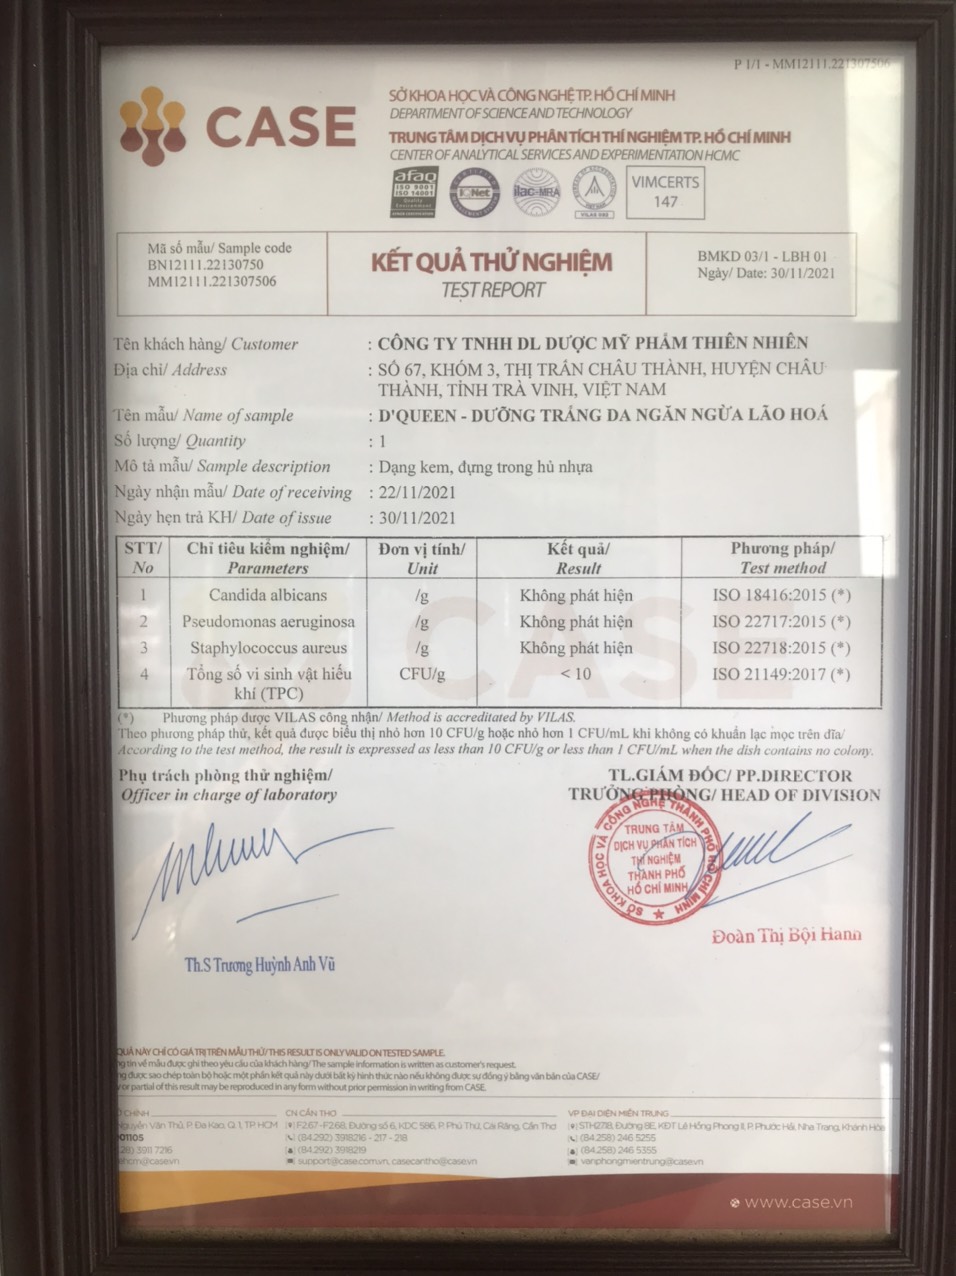 P 1/1 - MM12111.221307506
CASE
SỞ KHOA HỌC VÀ CÔNG NGHỆ TP. HỒ CHÍ MINH
DEPARTMENT OF SCIENCE AND TECHNOLOGY
TRUNG TÂM DỊCH VỤ PHÂN TÍCH THÍ NGHIỆM TP. HỒ CHÍ MINH
CENTER OF ANALYTICAL SERVICES AND EXPERIMENTATION HCMC
afaq
ISO 9001
ISO 14001
Quality
Environment
IQNet
ilac-MRA
VIMCERTS
147
Mã số mẫu/ Sample code
BN12111.22130750
MM12111.221307506
KẾT QUẢ THỬ NGHIỆM
TEST REPORT
BMKD 03/1 - LBH 01
Ngày/ Date: 30/11/2021
Tên khách hàng/ Customer : CÔNG TY TNHH DL DƯỢC MỸ PHẨM THIÊN NHIÊN
Địa chỉ/ Address : SỐ 67, KHÓM 3, THỊ TRẤN CHÂU THÀNH, HUYỆN CHÂU
THÀNH, TỈNH TRÀ VINH, VIỆT NAM
Tên mẫu/ Name of sample : D'QUEEN - DƯỠNG TRẮNG DA NGĂN NGỪA LÃO HOÁ
Số lượng/ Quantity : 1
Mô tả mẫu/ Sample description : Dạng kem, đựng trong hủ nhựa
Ngày nhận mẫu/ Date of receiving : 22/11/2021
Ngày hẹn trả KH/ Date of issue : 30/11/2021
STT/ Chỉ tiêu kiểm nghiệm/ Đơn vị tính/ Kết quả/ Phương pháp/
No Parameters Unit Result Test method
1 Candida albicans /g Không phát hiện ISO 18416:2015 (*)
2 Pseudomonas aeruginosa /g Không phát hiện ISO 22717:2015 (*)
3 Staphylococcus aureus /g Không phát hiện ISO 22718:2015 (*)
4 Tổng số vi sinh vật hiếu CFU/g < 10 ISO 21149:2017 (*)
khí (TPC)
(*) Phương pháp được VILAS công nhận/ Method is accredited by VILAS.
Theo phương pháp thử, kết quả được biểu thị nhỏ hơn 10 CFU/g hoặc nhỏ hơn 1 CFU/mL khi không có khuẩn lạc mọc trên đĩa/
According to the test method, the result is expressed as less than 10 CFU/g or less than 1 CFU/mL when the dish contains no colony.
Phụ trách phòng thử nghiệm/
Officer in charge of laboratory
TL.GIÁM ĐỐC/ PP.DIRECTOR
TRƯỞNG PHÒNG/ HEAD OF DIVISION
SỞ KHOA HỌC VÀ CÔNG NGHỆ THÀNH PHỐ HỒ CHÍ MINH
TRUNG TÂM
DỊCH VỤ PHÂN TÍCH
THÍ NGHIỆM
THÀNH PHỐ
HỒ CHÍ MINH
Đoàn Thị Bội Hanh
Th.S Trương Huỳnh Anh Vũ
QUẢ NÀY CHỈ CÓ GIÁ TRỊ TRÊN MẪU THỬ/ THIS RESULT IS ONLY VALID ON TESTED SAMPLE.
ng tin về mẫu được ghi theo yêu cầu của khách hàng/ The sample information is written as customer's request.
ng được sao chép toàn bộ hoặc một phần kết quả này dưới bất kỳ hình thức nào nếu không được sự đồng ý bằng văn bản của CASE/
y or partial of this result may be reproduced in any form without prior permission in writing from CASE.
CHÍNH
guyễn Văn Thủ, P. Đa Kao, Q. 1, TP. HCM
01105
28) 3911 7216
hcm@case.vn
CN CẦN THƠ
F2.67-F2.68, Đường số 6, KDC 586, P. Phú Thứ, Cái Răng, Cần Thơ
(84.292) 3918216 - 217 - 218
(84.292) 3918219
support@case.com.vn, casecantho@case.vn
VP ĐẠI DIỆN MIỀN TRUNG
STH27.18, Đường 8E, KĐT Lê Hồng Phong II, P. Phước Hải, Nha Trang, Khánh Hòa
(84.258) 246 5255
(84.258) 246 5355
vanphongmientrung@case.vn
www.case.vn